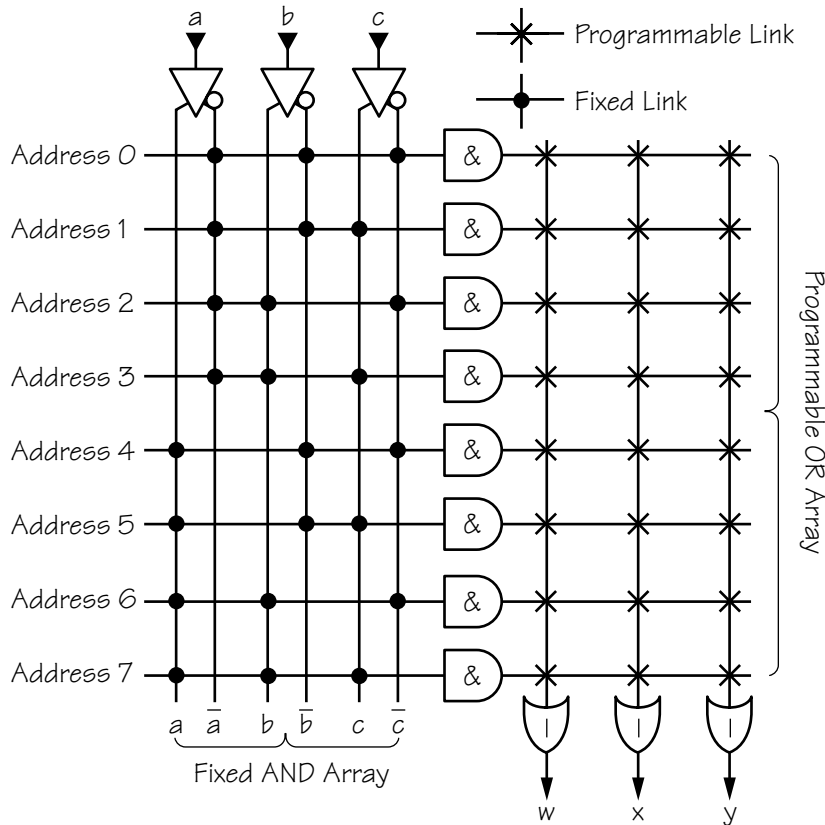 a b c
Programmable Link
Fixed Link
Address 0 &
Address 1 &
Address 2 &
Address 3 &
Address 4 &
Address 5 &
Address 6 &
Address 7 &
Programmable OR Array
a a̅ b b̅ c c̅
| | |
Fixed AND Array
w x y